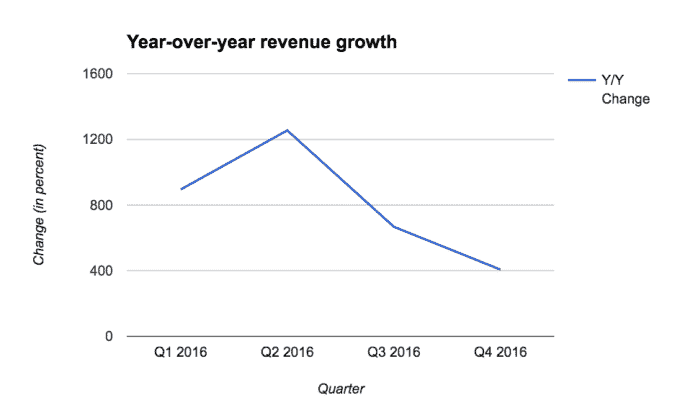 Year-over-year revenue growth
1600
1200
800
400
0
Change (in percent)
Y/Y
Change
Q1 2016 Q2 2016 Q3 2016 Q4 2016
Quarter